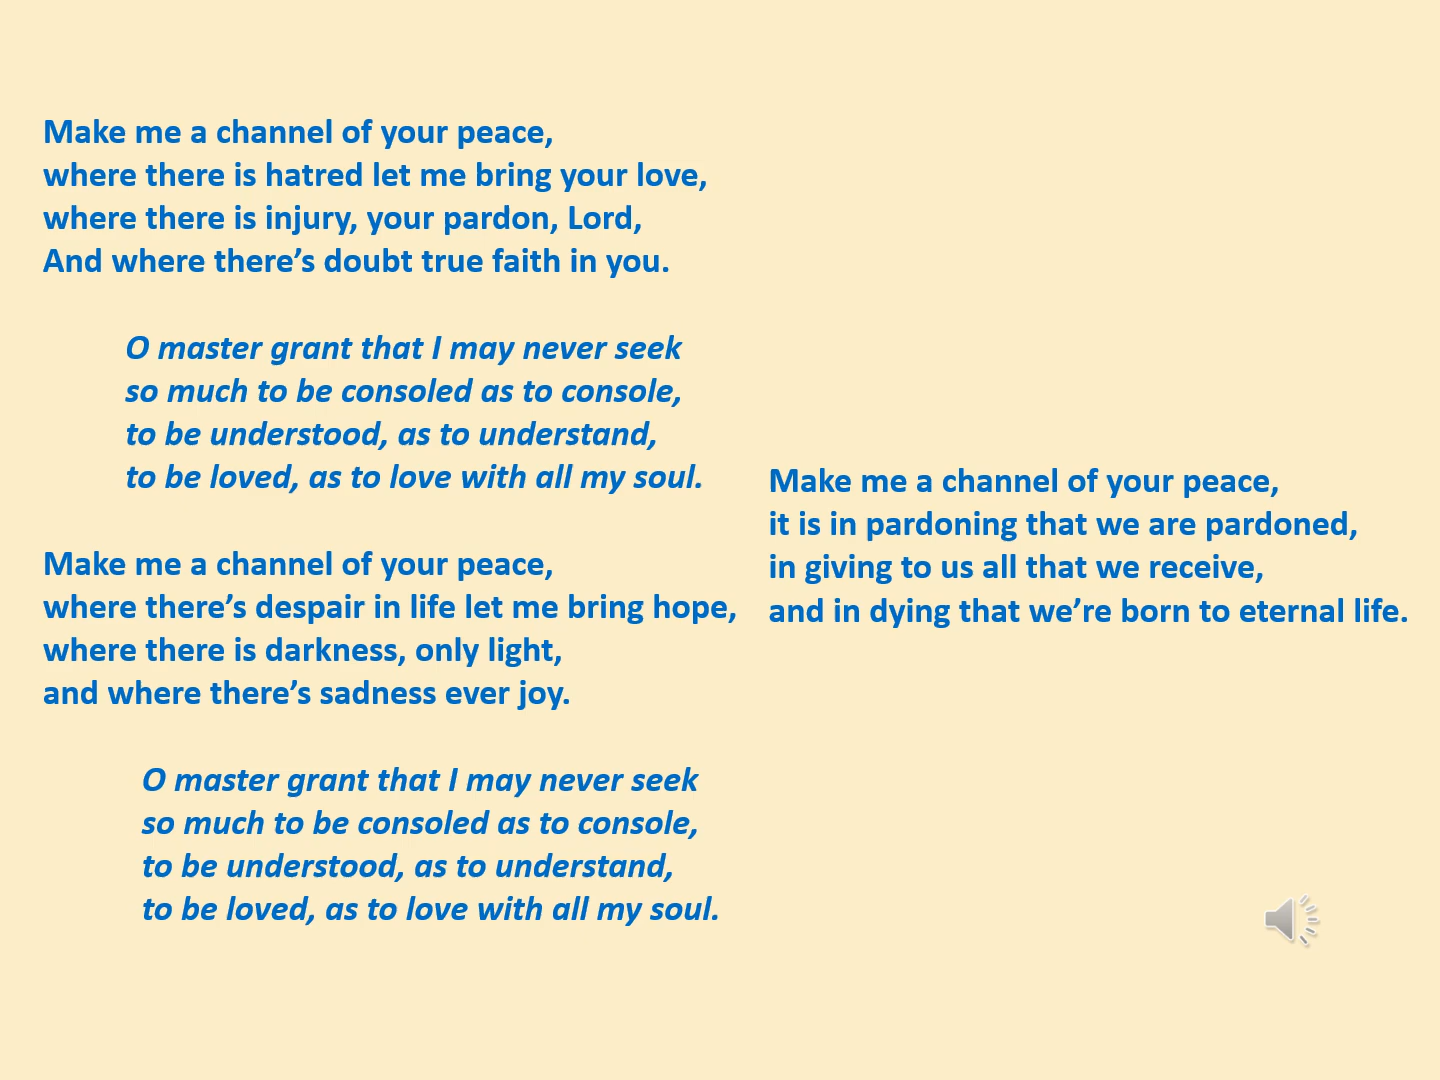 Make me a channel of your peace,
where there is hatred let me bring your love,
where there is injury, your pardon, Lord,
And where there’s doubt true faith in you.
O master grant that I may never seek
so much to be consoled as to console,
to be understood, as to understand,
to be loved, as to love with all my soul.
Make me a channel of your peace,
where there’s despair in life let me bring hope,
where there is darkness, only light,
and where there’s sadness ever joy.
O master grant that I may never seek
so much to be consoled as to console,
to be understood, as to understand,
to be loved, as to love with all my soul.
Make me a channel of your peace,
it is in pardoning that we are pardoned,
in giving to us all that we receive,
and in dying that we’re born to eternal life.